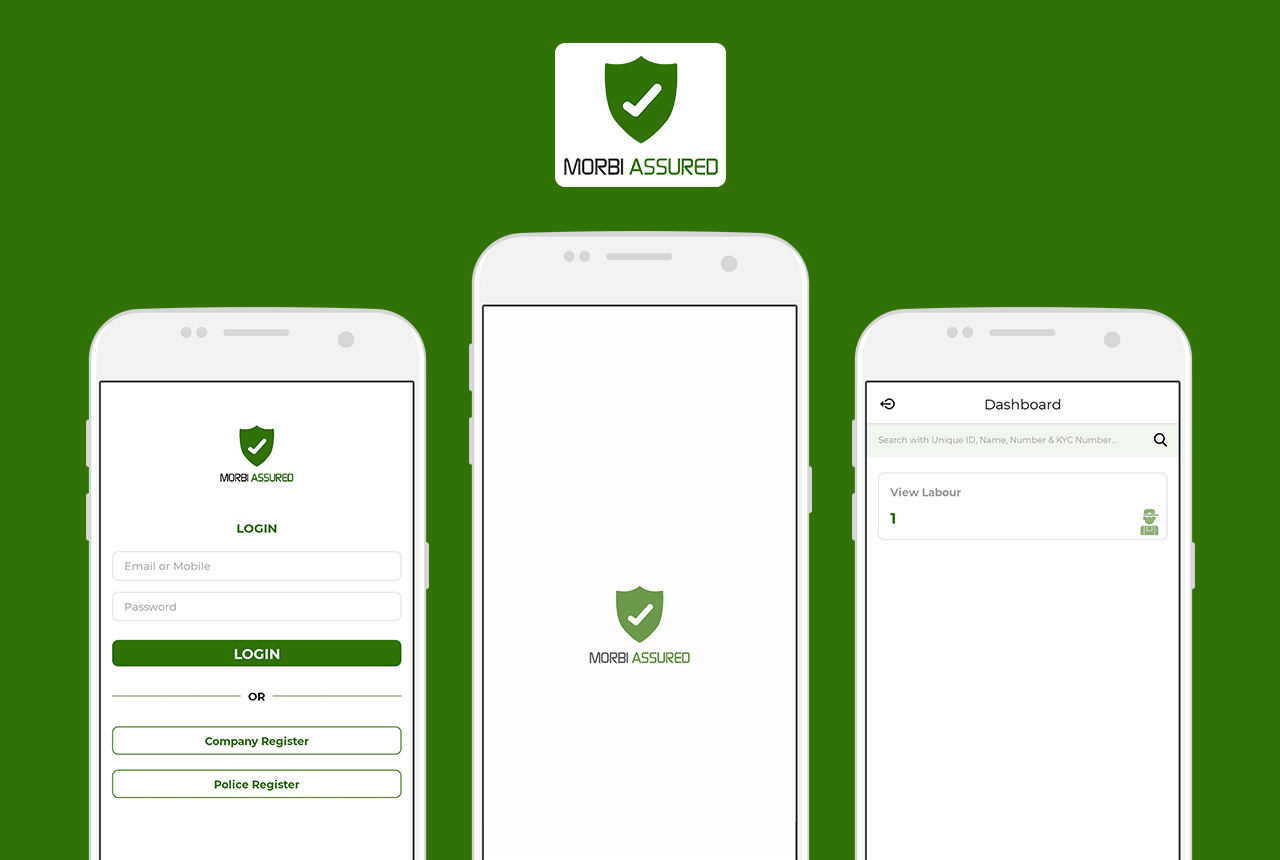 MORBI ASSURED
MORBI ASSURED
LOGIN
Email or Mobile
Password
LOGIN
OR
Company Register
Police Register
MORBI ASSURED
Dashboard
Search with Unique ID, Name, Number & KYC Number...
View Labour
1